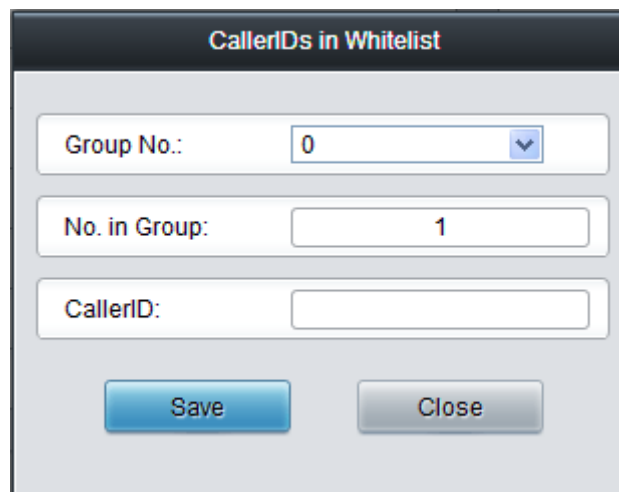 CallerIDs in Whitelist
Group No.: 0
No. in Group: 1
CallerID:
Save Close